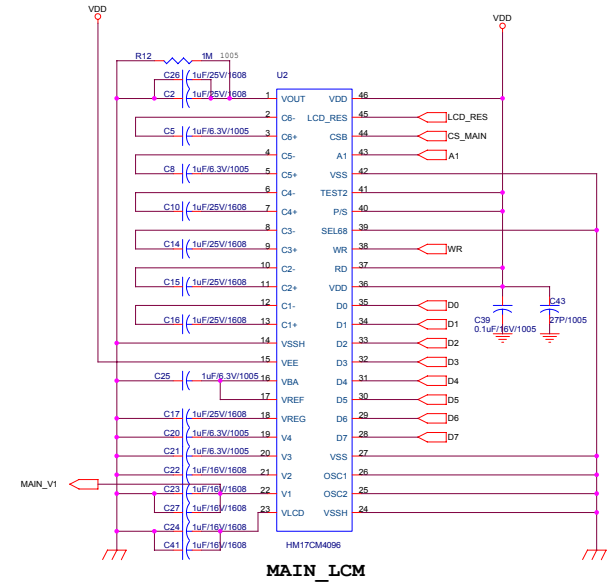 VDD
VDD
R12 1M 1005
C26 1uF/25V/1608
U2
C2 1uF/25V/1608 1 VOUT VDD 46
2 C6- LCD_RES 45 LCD_RES
C5 1uF/6.3V/1005 3 C6+ CSB 44 CS_MAIN
4 C5- A1 43 A1
C8 1uF/6.3V/1005 5 C5+ VSS 42
6 C4- TEST2 41
C10 1uF/25V/1608 7 C4+ P/S 40
8 C3- SEL68 39
C14 1uF/25V/1608 9 C3+ WR 38 WR
10 C2- RD 37
C15 1uF/25V/1608 11 C2+ VDD 36
12 C1- D0 35 D0
C43
27P/1005
C16 1uF/25V/1608 13 C1+ D1 34 D1
C39
0.1uF/16V/1005
14 VSSH D2 33 D2
15 VEE D3 32 D3
C25 1uF/6.3V/1005 16 VBA D4 31 D4
17 VREF D5 30 D5
C17 1uF/25V/1608 18 VREG D6 29 D6
C20 1uF/6.3V/1005 19 V4 D7 28 D7
C21 1uF/6.3V/1005 20 V3 VSS 27
C22 1uF/16V/1608 21 V2 OSC1 26
MAIN_V1
C23 1uF/16V/1608 22 V1 OSC2 25
C27 1uF/16V/1608 23 VLCD VSSH 24
C24 1uF/16V/1608
C41 1uF/16V/1608
HM17CM4096
MAIN_LCM